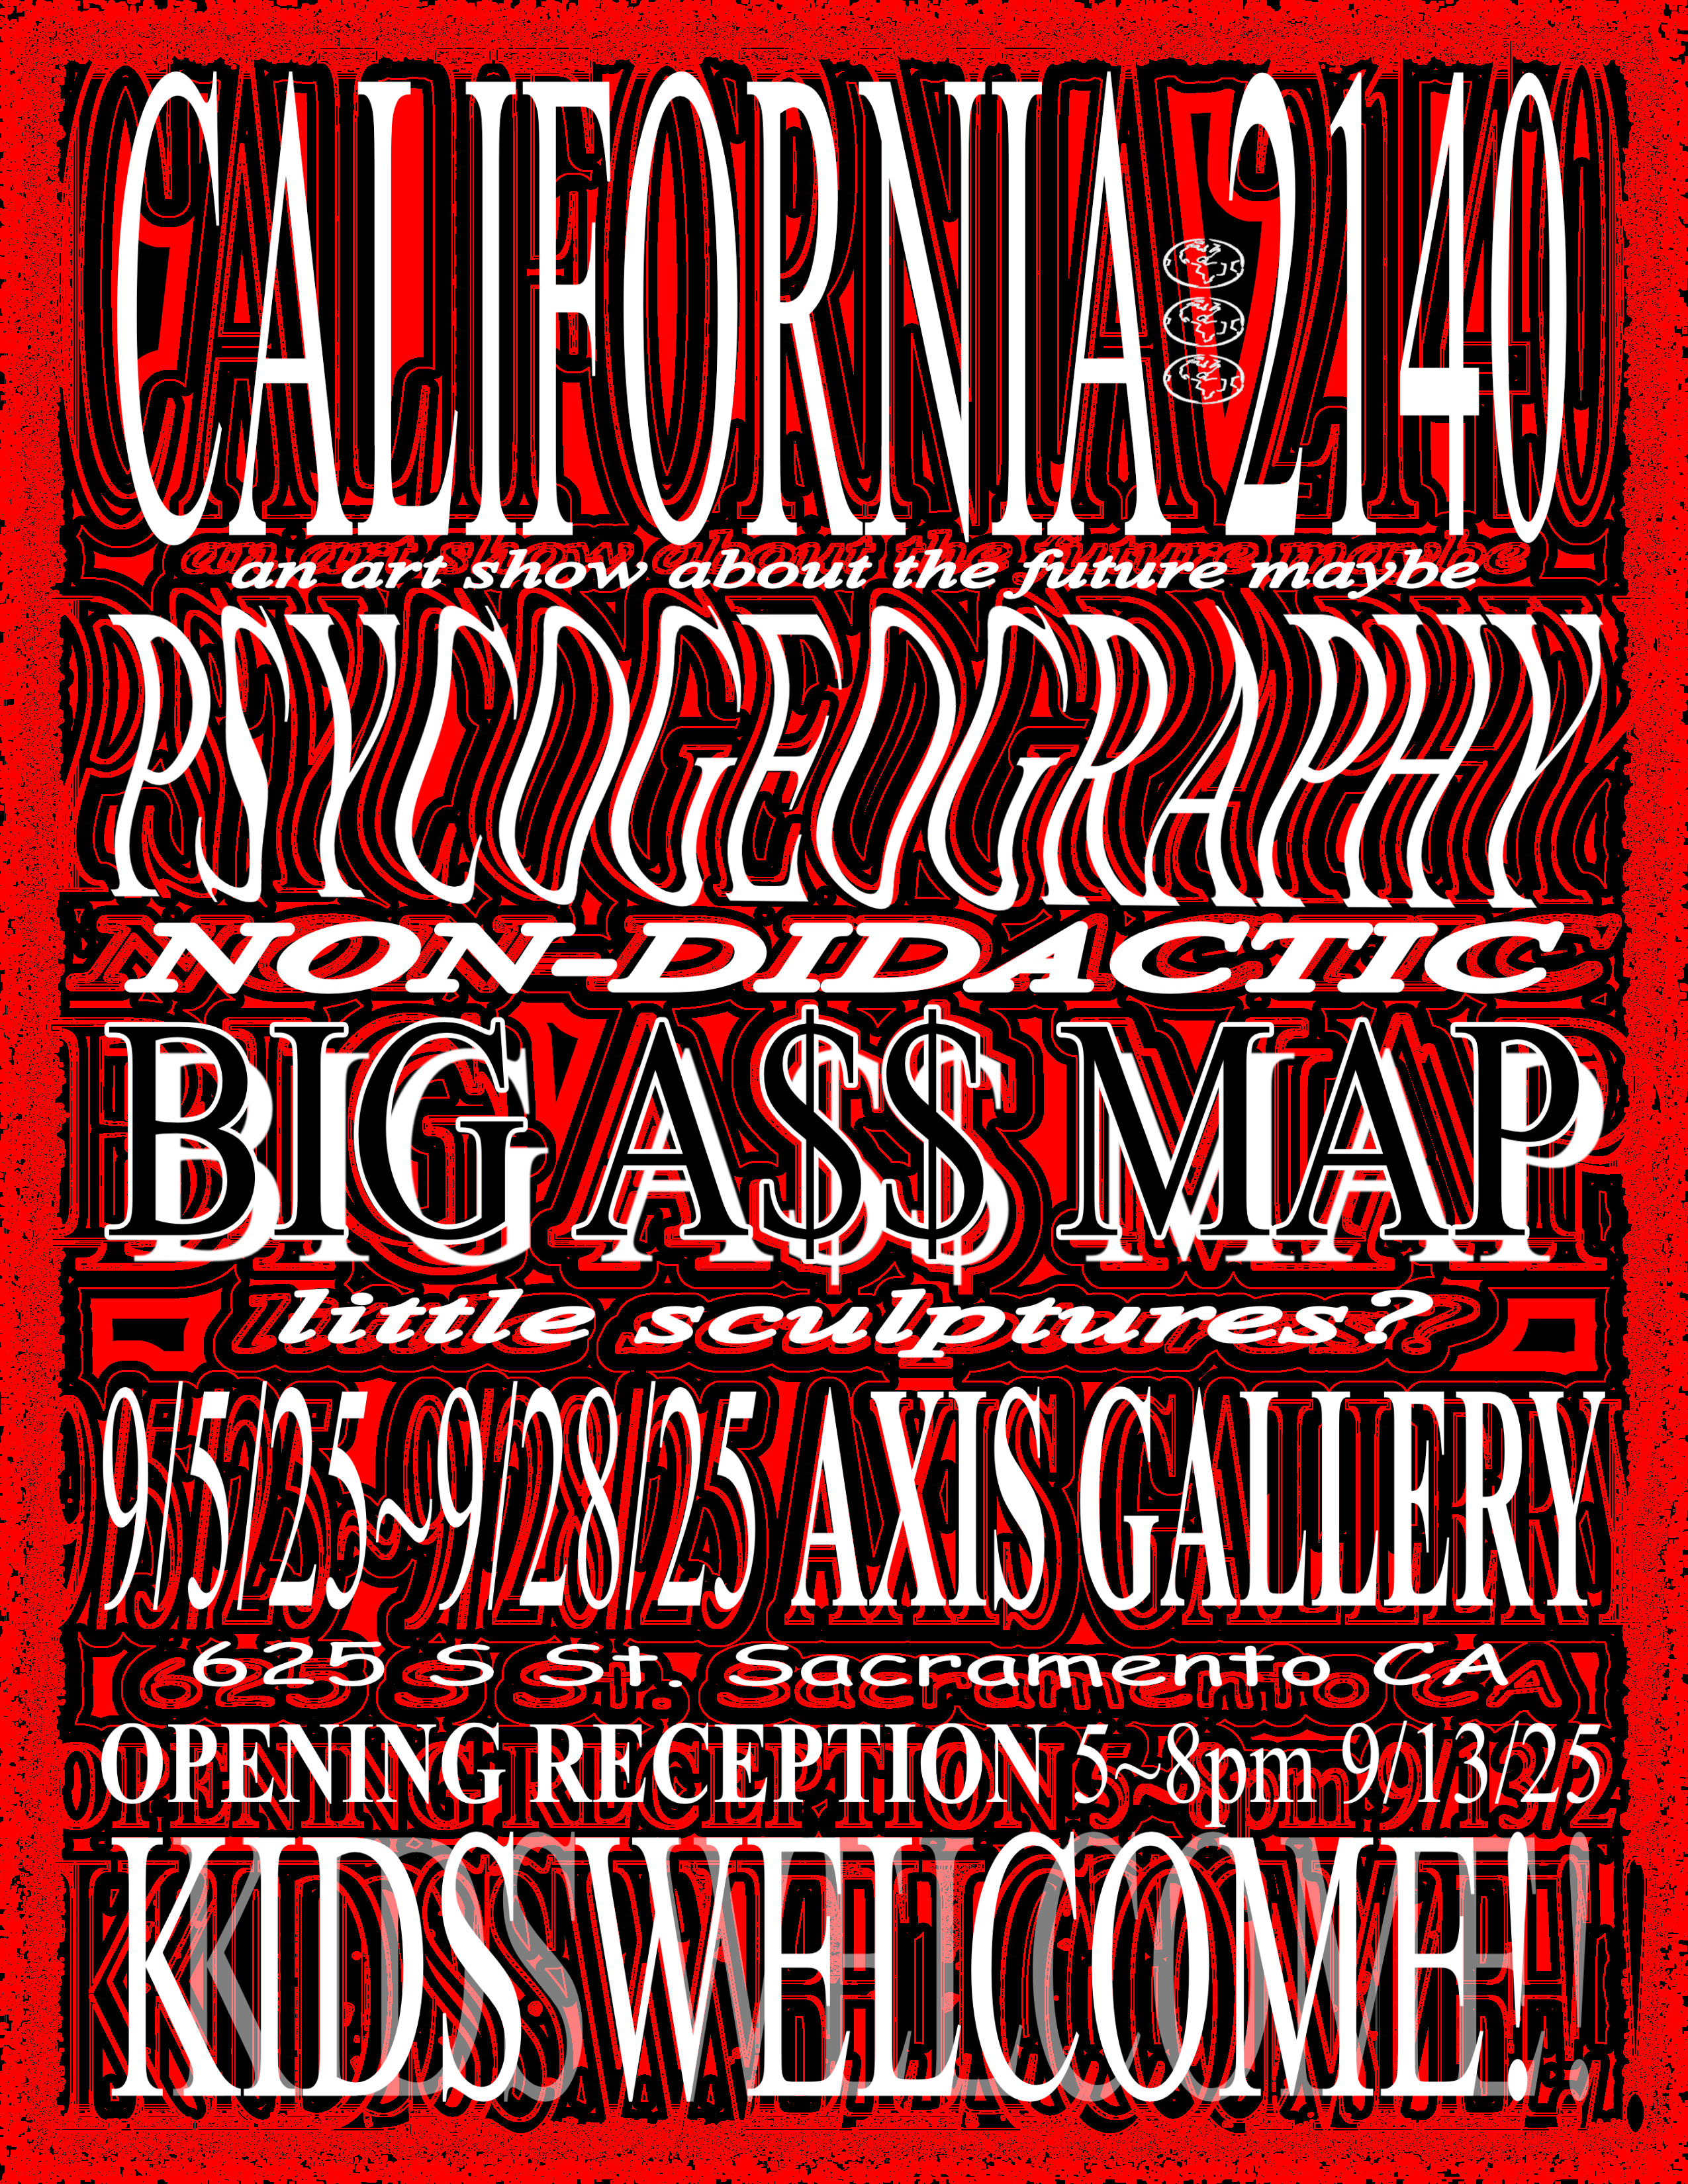 CALIFORNIA 2140
an art show about the future maybe
PSYCOGEOGRAPHY
NON-DIDACTIC
BIG A$$ MAP
little sculptures?
9/5/25~9/28/25 AXIS GALLERY
625 S St. Sacramento CA
OPENING RECEPTION 5~8pm 9/13/25
KIDS WELCOME!